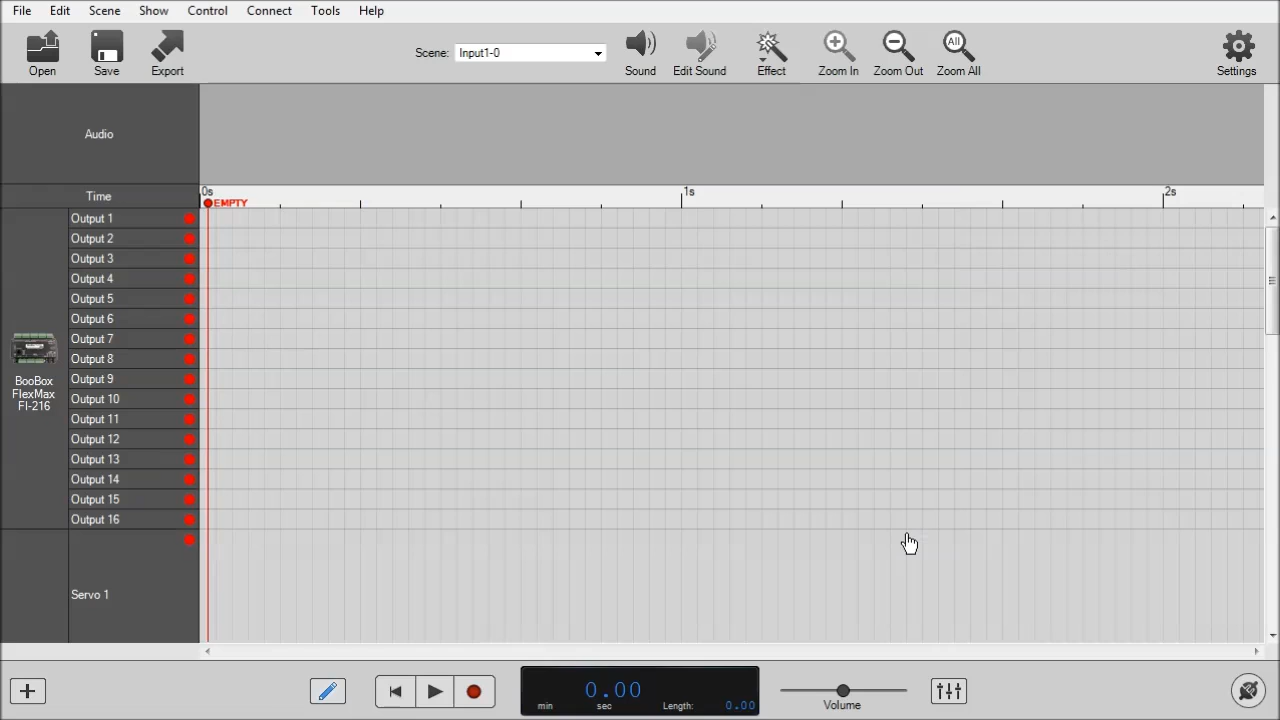 File Edit Scene Show Control Connect Tools Help
Open Save Export Scene: Input1-0 Sound Edit Sound Effect All Zoom In Zoom Out Zoom All Settings
Audio
Time 0s 1s 2s
EMPTY
Output 1
Output 2
Output 3
Output 4
Output 5
Output 6
Output 7
Output 8
Output 9
Output 10
Output 11
Output 12
Output 13
Output 14
Output 15
Output 16
BooBox
FlexMax
FI-216
Servo 1
0.00
min sec Length: 0.00
Volume